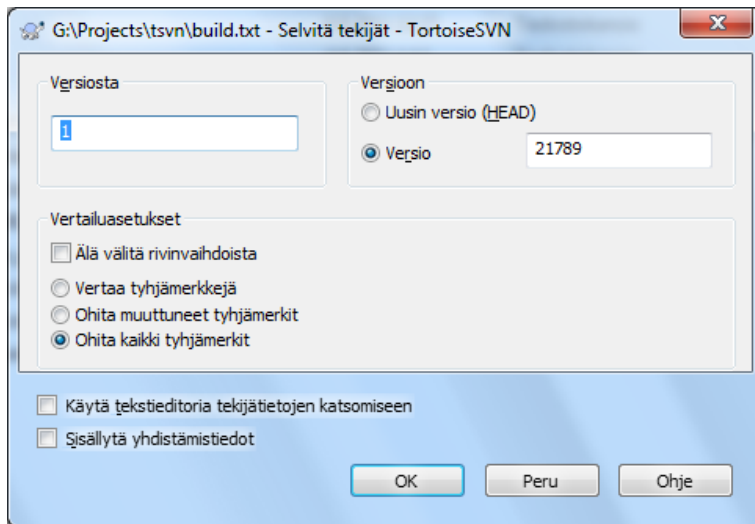 G:\Projects\tsvn\build.txt - Selvitä tekijät - TortoiseSVN
Versiosta
1
Versioon
Uusin versio (HEAD)
Versio
21789
Vertailuasetukset
Älä välitä rivinvaihdoista
Vertaa tyhjämerkkejä
Ohita muuttuneet tyhjämerkit
Ohita kaikki tyhjämerkit
Käytä tekstieditoria tekijätietojen katsomiseen
Sisällytä yhdistämistiedot
OK Peru Ohje